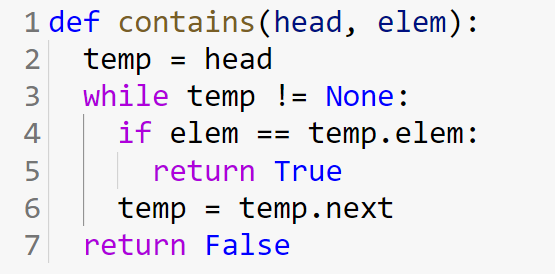 1 def contains(head, elem):
2   temp = head
3   while temp != None:
4     if elem == temp.elem:
5       return True
6     temp = temp.next
7   return False